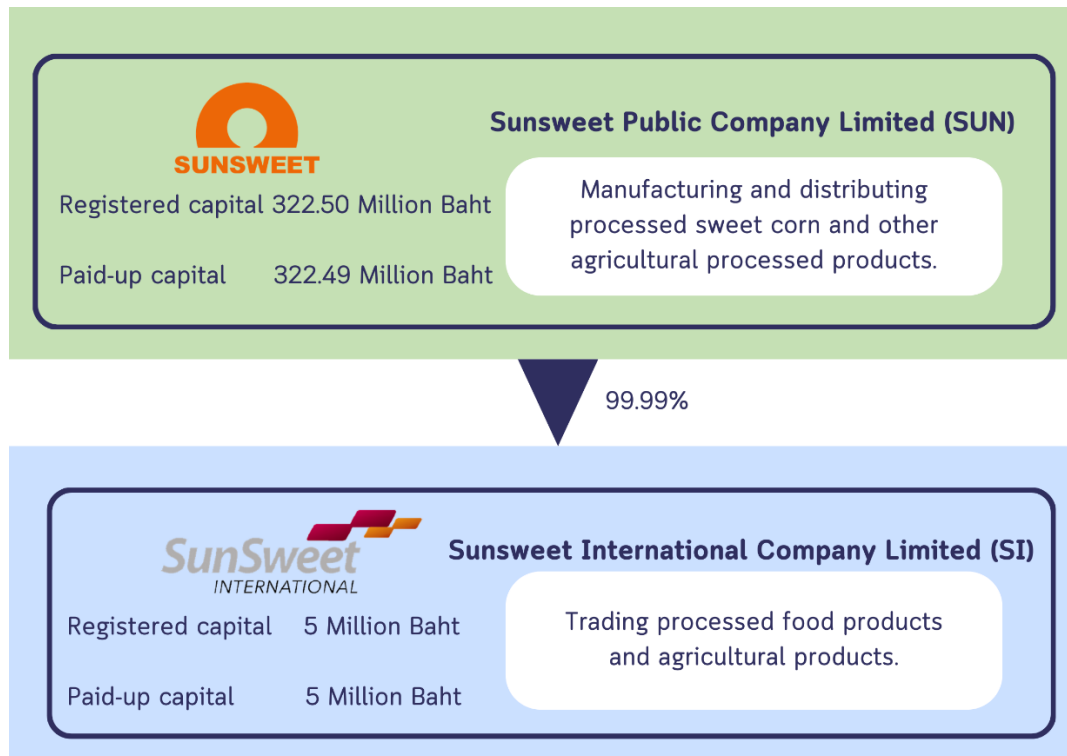 SUNSWEET
Sunsweet Public Company Limited (SUN)
Registered capital 322.50 Million Baht
Paid-up capital 322.49 Million Baht
Manufacturing and distributing
processed sweet corn and other
agricultural processed products.
99.99%
SunSweet
INTERNATIONAL
Sunsweet International Company Limited (SI)
Registered capital 5 Million Baht
Paid-up capital 5 Million Baht
Trading processed food products
and agricultural products.